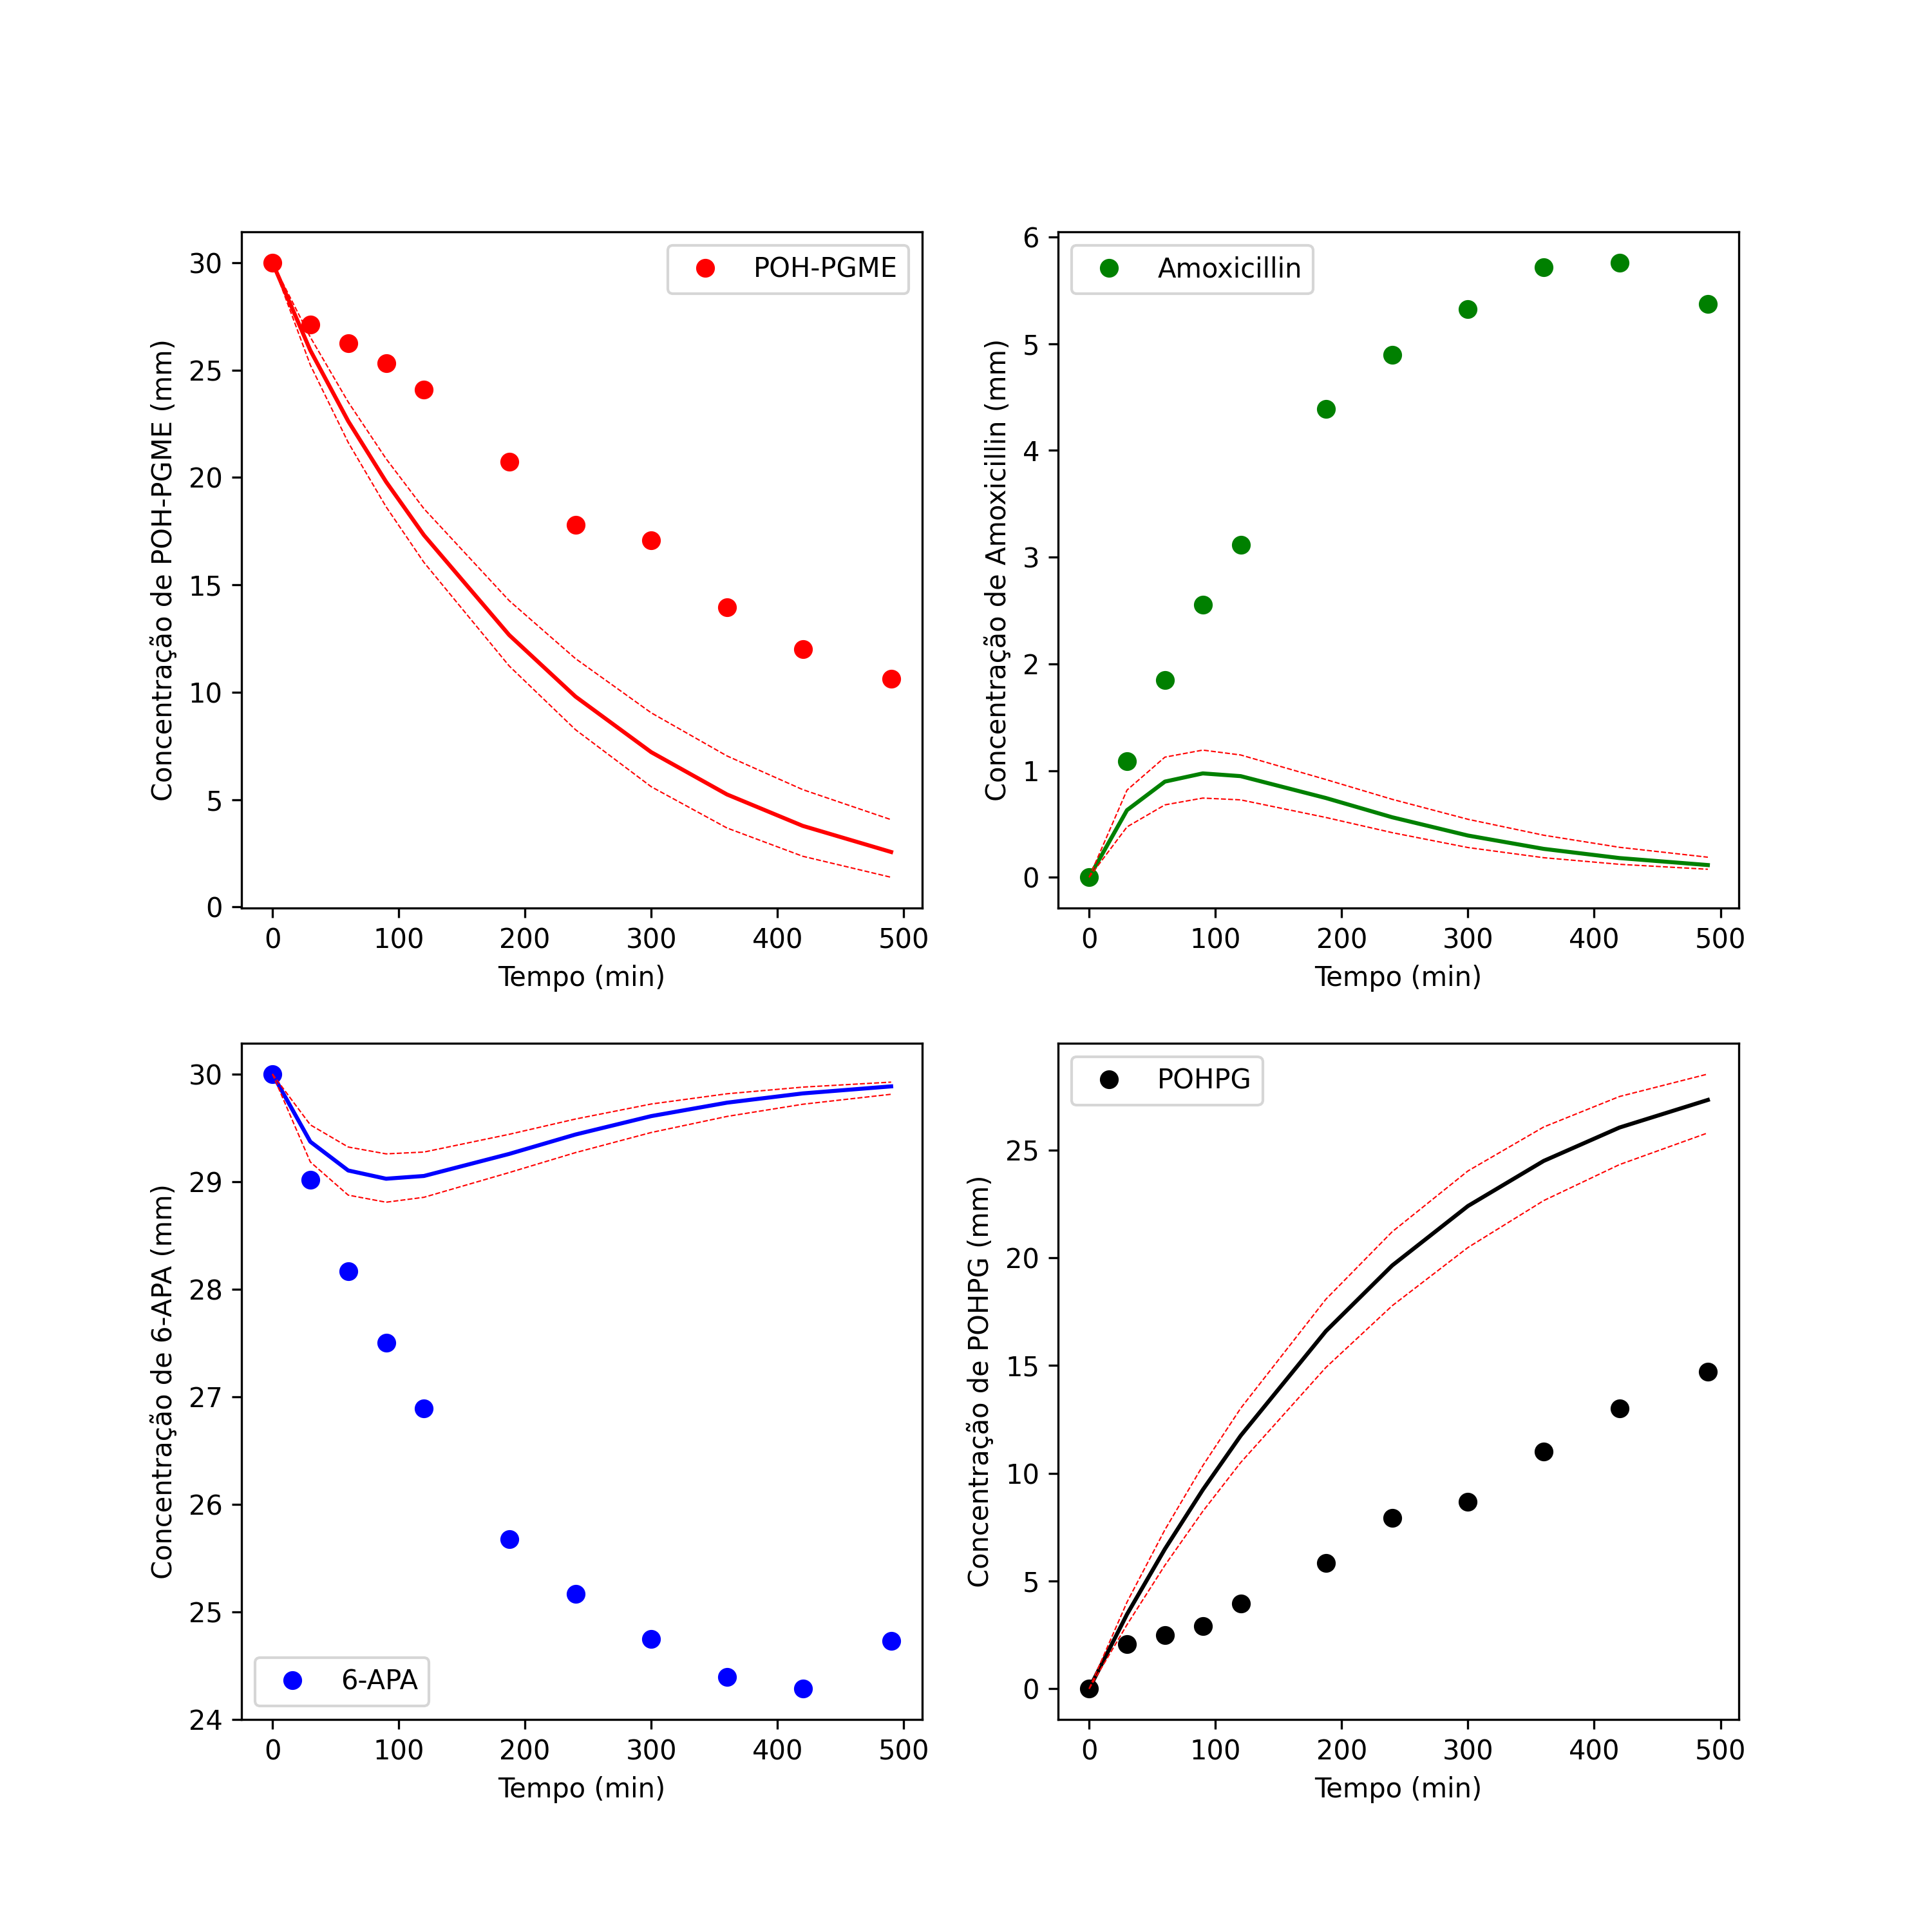 POH-PGME
30
25
20
15
10
5
0
Concentração de POH-PGME (mm)
0 100 200 300 400 500
Tempo (min)
Amoxicillin
6
5
4
3
2
1
0
Concentração de Amoxicillin (mm)
0 100 200 300 400 500
Tempo (min)
6-APA
30
29
28
27
26
25
24
Concentração de 6-APA (mm)
0 100 200 300 400 500
Tempo (min)
POHPG
25
20
15
10
5
0
Concentração de POHPG (mm)
0 100 200 300 400 500
Tempo (min)